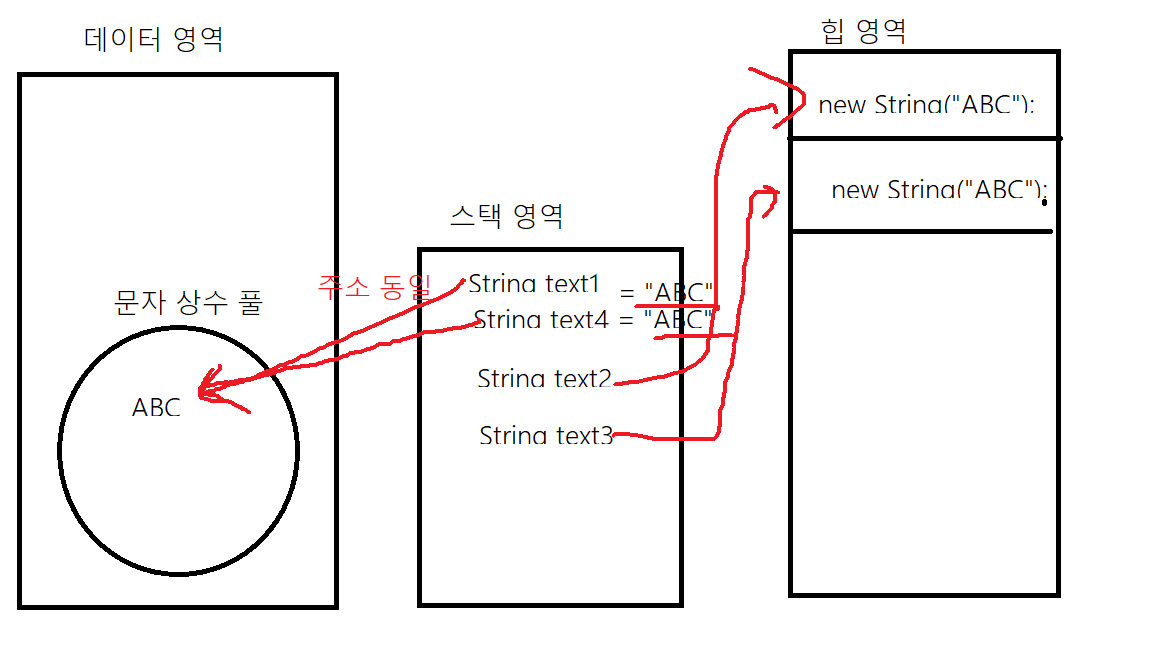 데이터 영역
문자 상수 풀
ABC
주소 동일
스택 영역
String text1 = "ABC"
String text4 = "ABC"
String text2
String text3
힙 영역
new String("ABC");
new String("ABC");